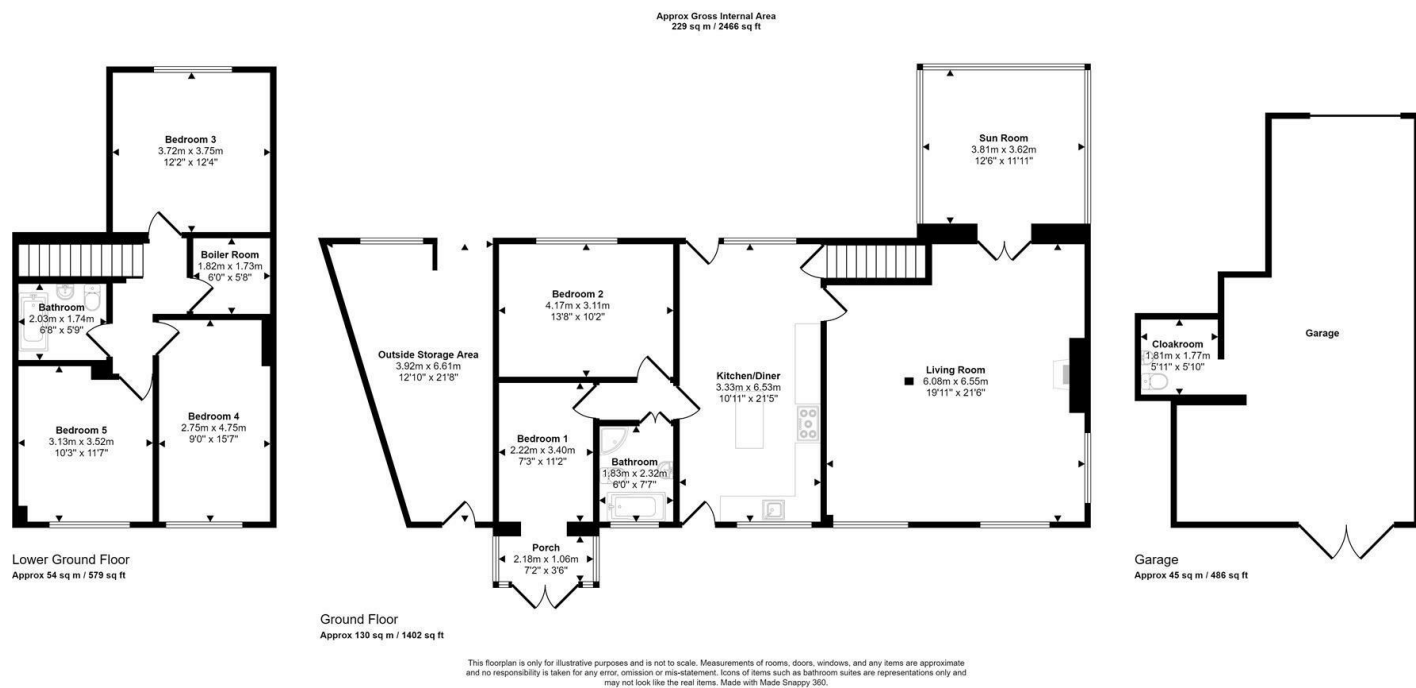 Approx Gross Internal Area
229 sq m / 2466 sq ft
Bedroom 3
3.72m x 3.75m
12'2" x 12'4"
Boiler Room
1.82m x 1.73m
6'0" x 5'8"
Bathroom
2.03m x 1.74m
6'8" x 5'9"
Bedroom 4
2.75m x 4.75m
9'0" x 15'7"
Bedroom 5
3.13m x 3.52m
10'3" x 11'7"
Lower Ground Floor
Approx 54 sq m / 579 sq ft
Sun Room
3.81m x 3.62m
12'6" x 11'11"
Bedroom 2
4.17m x 3.11m
13'8" x 10'2"
Outside Storage Area
3.92m x 6.61m
12'10" x 21'8"
Kitchen/Diner
3.33m x 6.53m
10'11" x 21'5"
Living Room
6.08m x 6.55m
19'11" x 21'6"
Bedroom 1
2.22m x 3.40m
7'3" x 11'2"
Bathroom
1.83m x 2.32m
6'0" x 7'7"
Porch
2.18m x 1.06m
7'2" x 3'6"
Ground Floor
Approx 130 sq m / 1402 sq ft
Garage
Cloakroom
1.81m x 1.77m
5'11" x 5'10"
Garage
Approx 45 sq m / 486 sq ft
This floorplan is only for illustrative purposes and is not to scale. Measurements of rooms, doors, windows, and any items are approximate
and no responsibility is taken for any error, omission or mis-statement. Icons of items such as bathroom suites are representations only and
may not look like the real items. Made with Made Snappy 360.